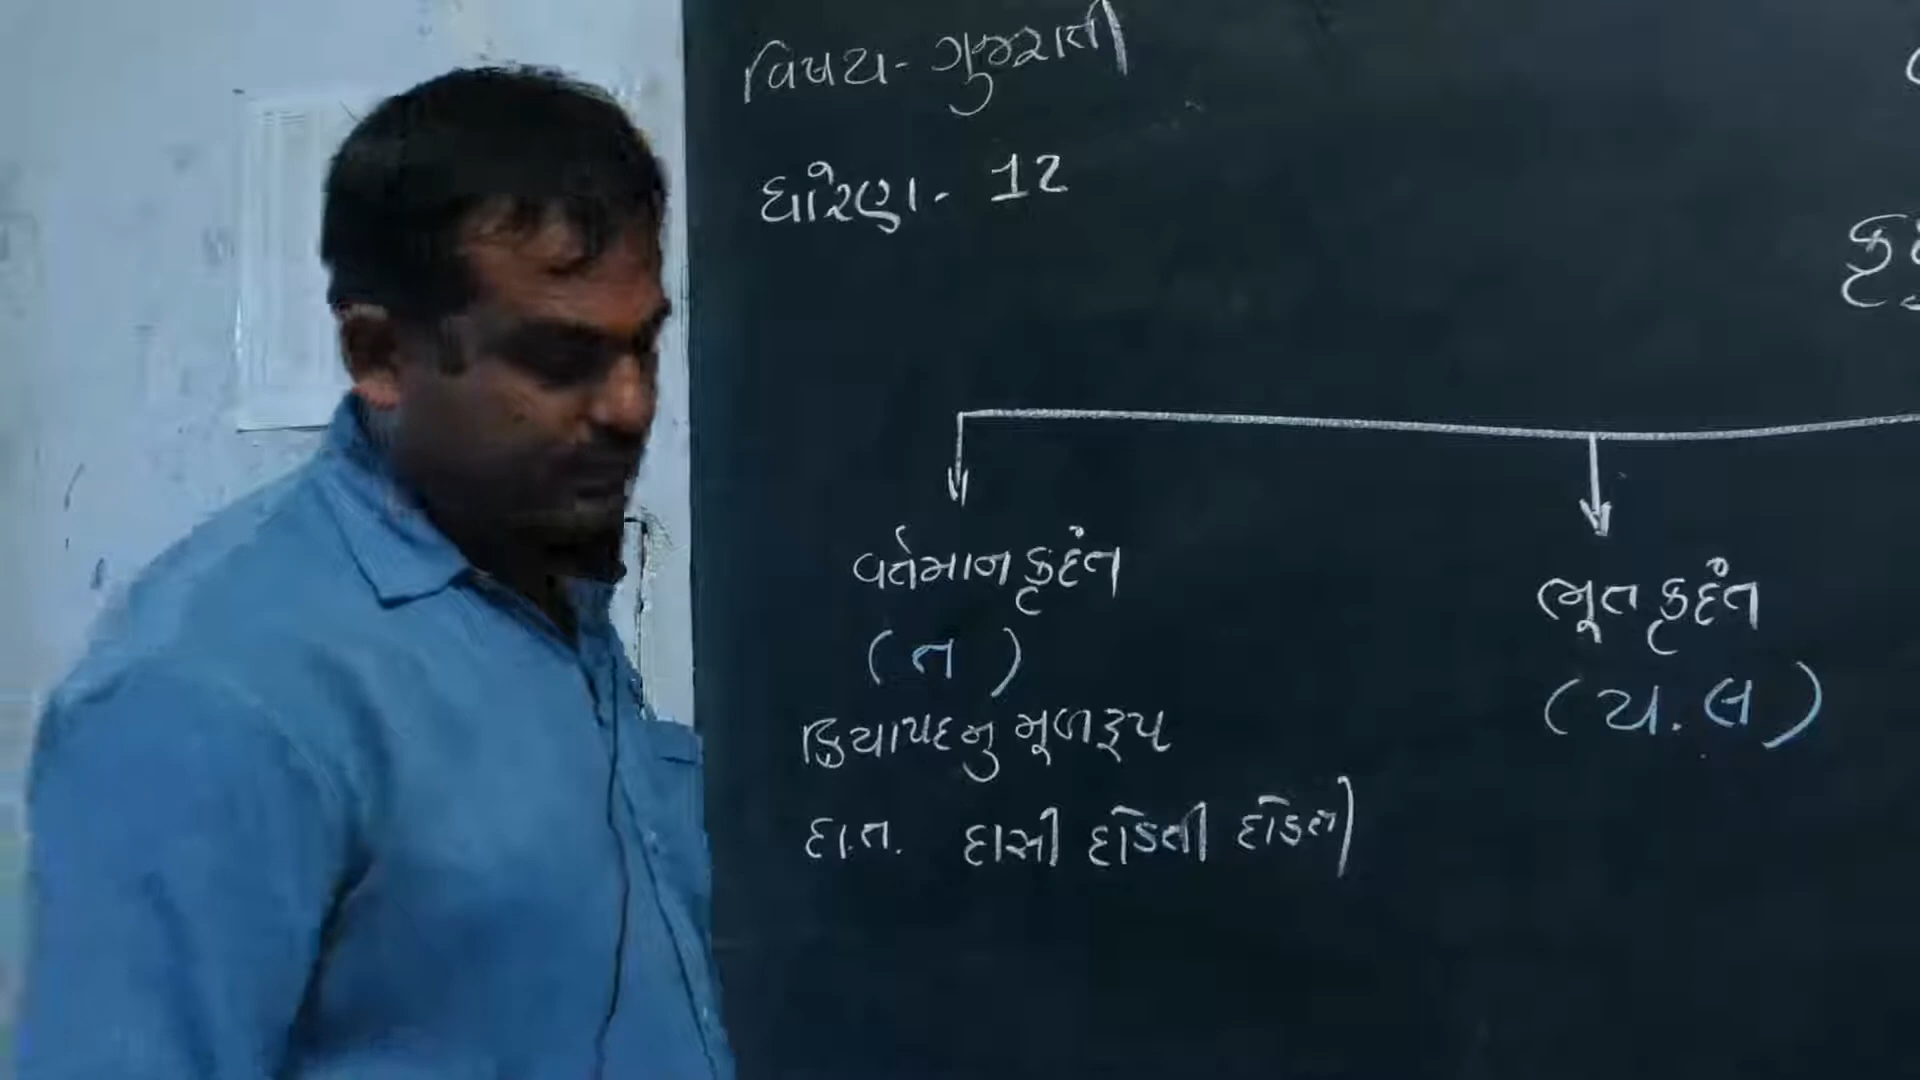 વિષય - ગુજરાતી
ધોરણ - 12
વર્તમાન કૃદંત
(ત)
ક્રિયાપદનુ મૂળરૂપ
દા.ત. દાસી દોડતી દોડતી
ભૂત કૃદંત
(ય. લ)